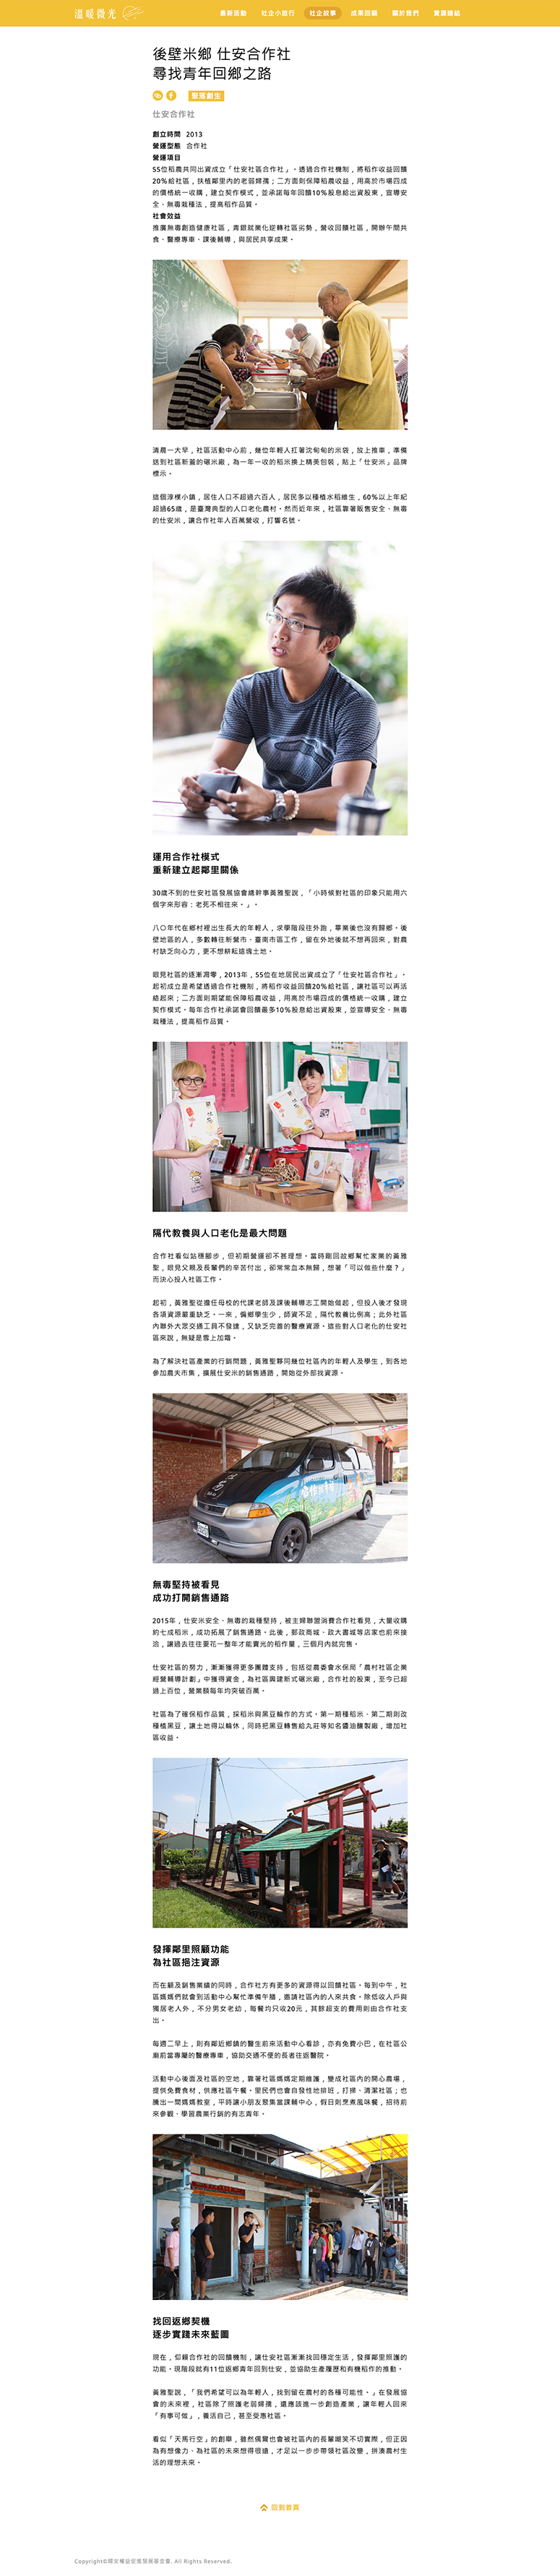 溫暖微光
最新活動 社企小旅行 社企故事 成果回顧 關於我們 資源連結
後壁米鄉 仕安合作社
尋找青年回鄉之路
聚落創生
仕安合作社
創立時間 2013
營運型態 合作社
營運項目
55位稻農共同出資成立「仕安社區合作社」。透過合作社機制，將稻作收益回饋
20%給社區，扶植鄰里內的老弱婦孺；二方面則保障稻農收益，用高於市場四成
的價格統一收購，建立契作模式，並承諾每年回饋10%股息給出資股東，宣導安
全、無毒栽種法，提高稻作品質。
社會效益
推廣無毒創造健康社區，青銀就業化逆轉社區劣勢，營收回饋社區，開辦午間共
食、醫療專車、課後輔導，與居民共享成果。
清晨一大早，社區活動中心前，幾位年輕人扛著沈甸甸的米袋，放上推車，準備
送到社區新蓋的碾米廠，為一年一收的稻米換上精美包裝，貼上「仕安米」品牌
標示。
這個淳樸小鎮，居住人口不超過六百人，居民多以種植水稻維生，60%以上年紀
超過65歲，是臺灣典型的人口老化農村。然而近年來，社區靠著販售安全、無毒
的仕安米，讓合作社年入百萬營收，打響名號。
運用合作社模式
重新建立起鄰里關係
30歲不到的仕安社區發展協會總幹事黃雅聖說，「小時候對社區的印象只能用六
個字來形容：老死不相往來。」。
八〇年代在鄉村裡出生長大的年輕人，求學階段往外跑，畢業後也沒有歸鄉。後
壁地區的人，多數轉往新營市、臺南市區工作，留在外地後就不想再回來，對農
村缺乏向心力，更不想耕耘這塊土地。
眼見社區的逐漸凋零，2013年，55位在地居民出資成立了「仕安社區合作社」。
起初成立是希望透過合作社機制，將稻作收益回饋20%給社區，讓社區可以再活
絡起來；二方面則期望能保障稻農收益，用高於市場四成的價格統一收購，建立
契作模式。每年合作社承諾會回饋最多10%股息給出資股東，並宣導安全、無毒
栽種法，提高稻作品質。
隔代教養與人口老化是最大問題
合作社看似站穩腳步，但初期營運卻不甚理想。當時剛回故鄉幫忙家業的黃雅
聖，眼見父親及長輩們的辛苦付出，卻常常血本無歸，想著「可以做些什麼？」
而決心投入社區工作。
起初，黃雅聖從擔任母校的代課老師及課後輔導志工開始做起，但投入後才發現
各項資源嚴重缺乏。一來，偏鄉學生少，師資不足，隔代教養比例高；此外社區
內聯外大眾交通工具不發達，又缺乏完善的醫療資源。這些對人口老化的仕安社
區來說，無疑是雪上加霜。
為了解決社區產業的行銷問題，黃雅聖夥同幾位社區內的年輕人及學生，到各地
參加農夫市集，擴展仕安米的銷售通路，開始從外部找資源。
無毒堅持被看見
成功打開銷售通路
2015年，仕安米安全、無毒的栽種堅持，被主婦聯盟消費合作社看見，大量收購
約七成稻米，成功拓展了銷售通路。此後，郵政商城、政大書城等店家也前來接
洽，讓過去往往要花一整年才能賣光的稻作量，三個月內就完售。
仕安社區的努力，漸漸獲得更多團體支持，包括從農委會水保局「農村社區企業
經營輔導計劃」中獲得資金，為社區興建新式碾米廠，合作社的股東，至今已超
過上百位，營業額每年均突破百萬。
社區為了確保稻作品質，採稻米與黑豆輪作的方式。第一期種稻米、第二期則改
種植黑豆，讓土地得以輪休，同時把黑豆轉售給丸莊等知名醬油釀製廠，增加社
區收益。
發揮鄰里照顧功能
為社區挹注資源
而在顧及銷售業績的同時，合作社方有更多的資源得以回饋社區。每到中午，社
區媽媽們就會到活動中心幫忙準備午膳，邀請社區內的人來共食。除低收入戶與
獨居老人外，不分男女老幼，每餐均只收20元，其餘超支的費用則由合作社支
出。
每週二早上，則有鄰近鄉鎮的醫生前來活動中心看診，亦有免費小巴，在社區公
廟前當專屬的醫療專車，協助交通不便的長者往返醫院。
活動中心後面及社區的空地，靠著社區媽媽定期維護，變成社區內的開心農場，
提供免費食材，供應社區午餐。里民們也會自發性地排班，打掃、清潔社區；也
騰出一間媽媽教室，平時讓小朋友聚集當課輔中心，假日則烹煮風味餐，招待前
來參觀、學習農業行銷的有志青年。
找回返鄉契機
逐步實踐未來藍圖
現在，仰賴合作社的回饋機制，讓仕安社區漸漸找回穩定生活，發揮鄰里照護的
功能。現階段就有11位返鄉青年回到仕安，並協助生產履歷和有機稻作的推動。
黃雅聖說，「我們希望可以為年輕人，找到留在農村的各種可能性。」在發展協
會的未來裡，社區除了照護老弱婦孺，還應該進一步創造產業，讓年輕人回來
「有事可做」，養活自己，甚至受惠社區。
看似「天馬行空」的創舉，雖然偶爾也會被社區內的長輩嘲笑不切實際，但正因
為有想像力、為社區的未來想得很遠，才足以一步步帶領社區改變，拼湊農村生
活的理想未來。
回到首頁
Copyright©婦女權益促進發展基金會. All Rights Reserved.